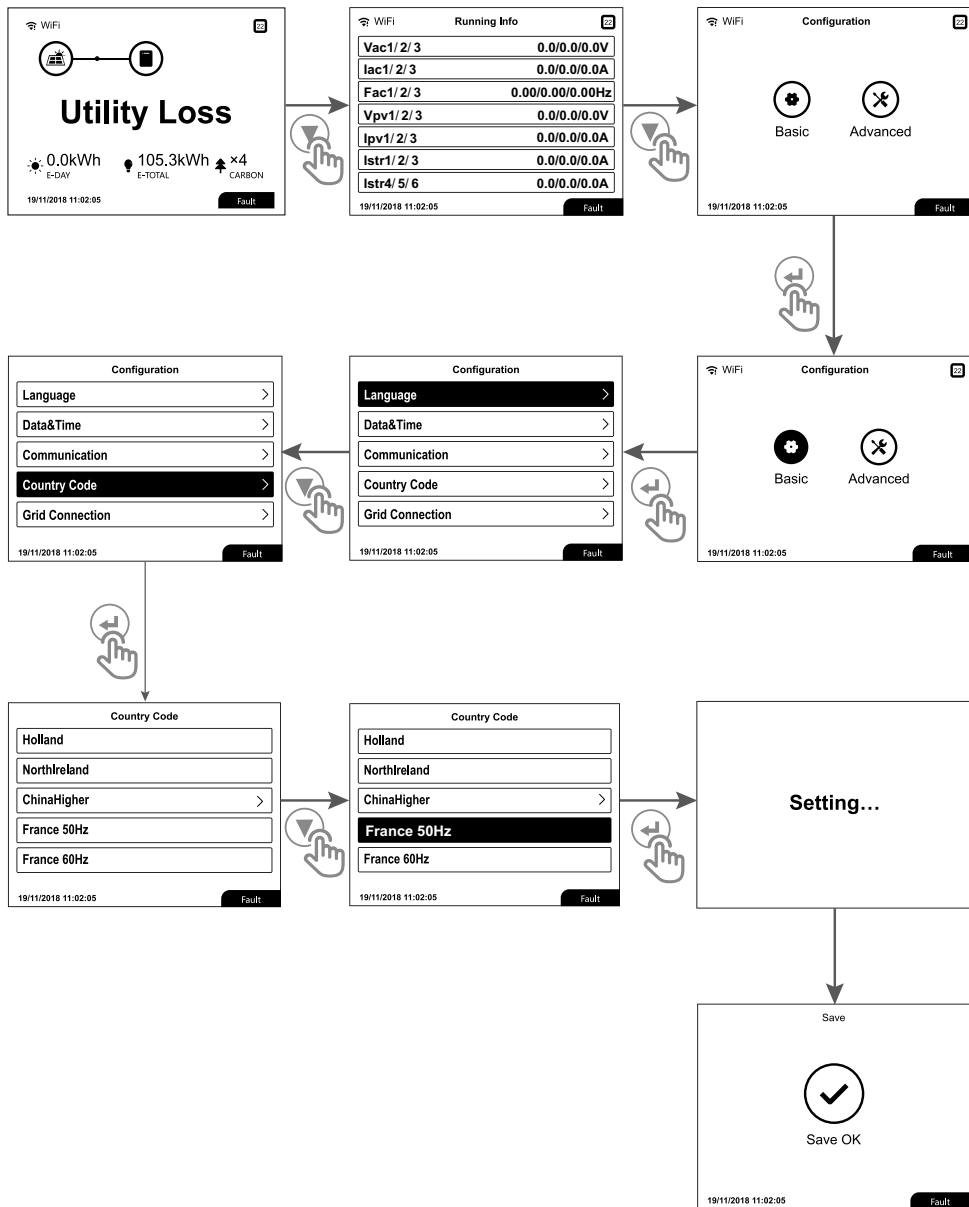 WiFi
22
Utility Loss
0.0kWh
E-DAY
105.3kWh
E-TOTAL
×4
CARBON
19/11/2018 11:02:05
Fault
WiFi
Running Info
22
Vac1/ 2/ 3 0.0/0.0/0.0V
Iac1/ 2/ 3 0.0/0.0/0.0A
Fac1/ 2/ 3 0.00/0.00/0.00Hz
Vpv1/ 2/ 3 0.0/0.0/0.0V
Ipv1/ 2/ 3 0.0/0.0/0.0A
Istr1/ 2/ 3 0.0/0.0/0.0A
Istr4/ 5/ 6 0.0/0.0/0.0A
19/11/2018 11:02:05
Fault
WiFi
Configuration
22
Basic
Advanced
19/11/2018 11:02:05
Fault
WiFi
Configuration
22
Basic
Advanced
19/11/2018 11:02:05
Fault
Configuration
Language
Data&Time
Communication
Country Code
Grid Connection
19/11/2018 11:02:05
Fault
Configuration
Language
Data&Time
Communication
Country Code
Grid Connection
19/11/2018 11:02:05
Fault
Country Code
Holland
NorthIreland
ChinaHigher
France 50Hz
France 60Hz
19/11/2018 11:02:05
Fault
Country Code
Holland
NorthIreland
ChinaHigher
France 50Hz
France 60Hz
19/11/2018 11:02:05
Fault
Setting...
Save
Save OK
19/11/2018 11:02:05
Fault